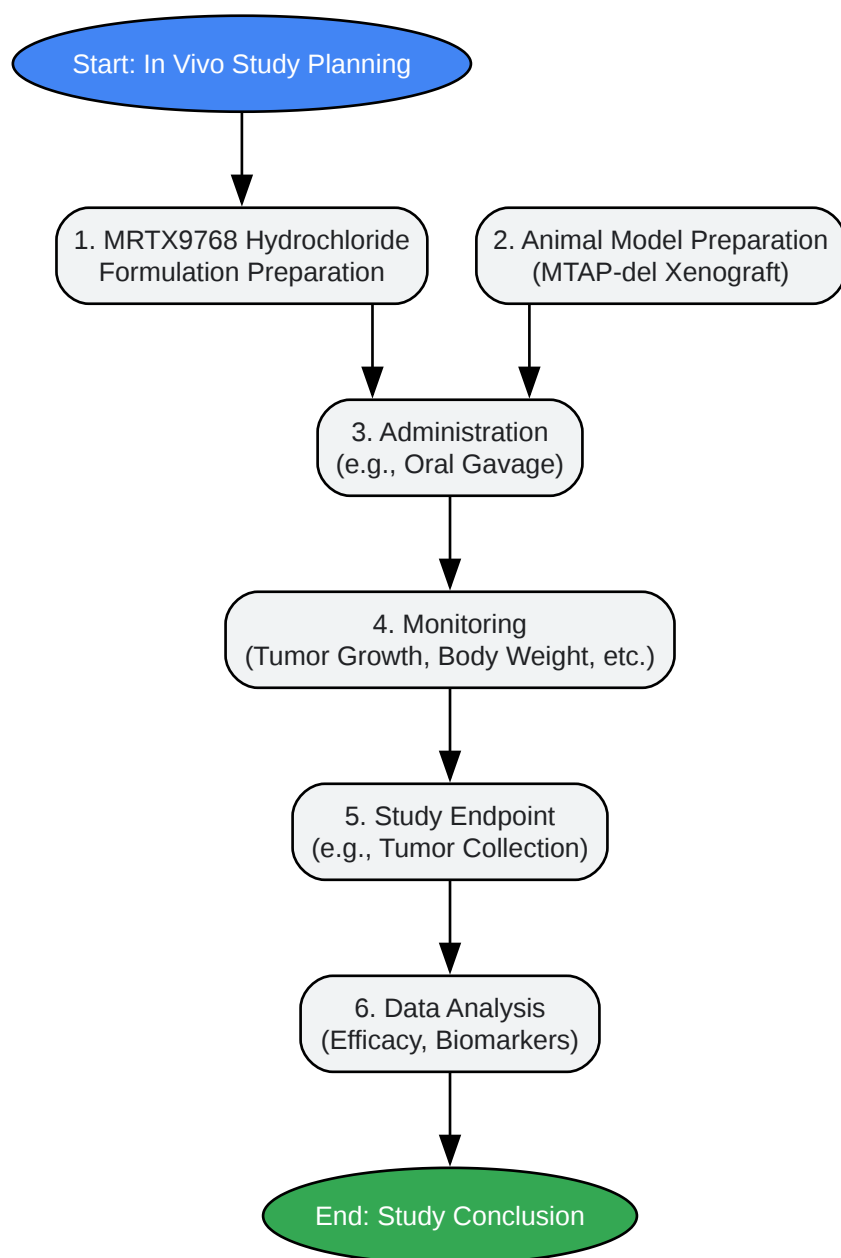 Start: In Vivo Study Planning
1. MRTX9768 Hydrochloride
Formulation Preparation
2. Animal Model Preparation
(MTAP-del Xenograft)
3. Administration
(e.g., Oral Gavage)
4. Monitoring
(Tumor Growth, Body Weight, etc.)
5. Study Endpoint
(e.g., Tumor Collection)
6. Data Analysis
(Efficacy, Biomarkers)
End: Study Conclusion